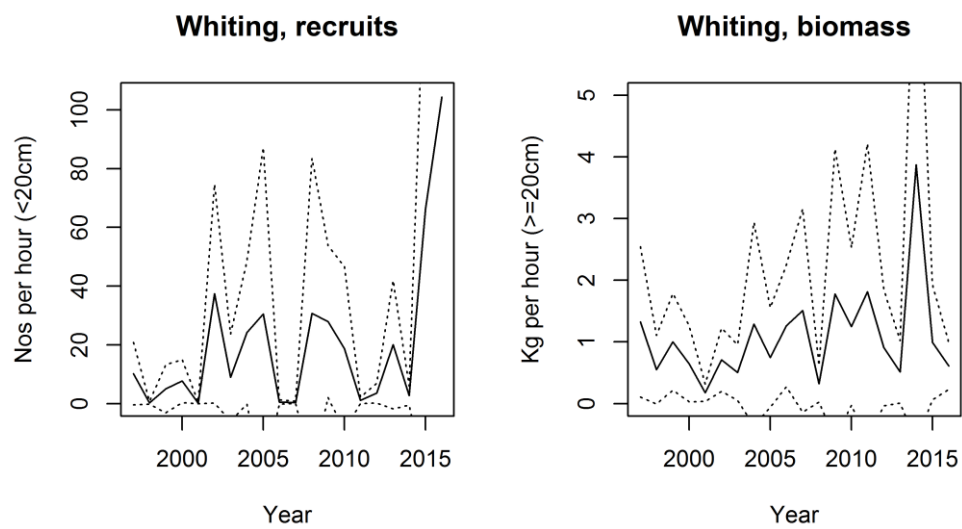 Whiting, recruits
Nos per hour (<20cm)
100
80
60
40
20
0
2000 2005 2010 2015
Year
Whiting, biomass
Kg per hour (>=20cm)
5
4
3
2
1
0
2000 2005 2010 2015
Year